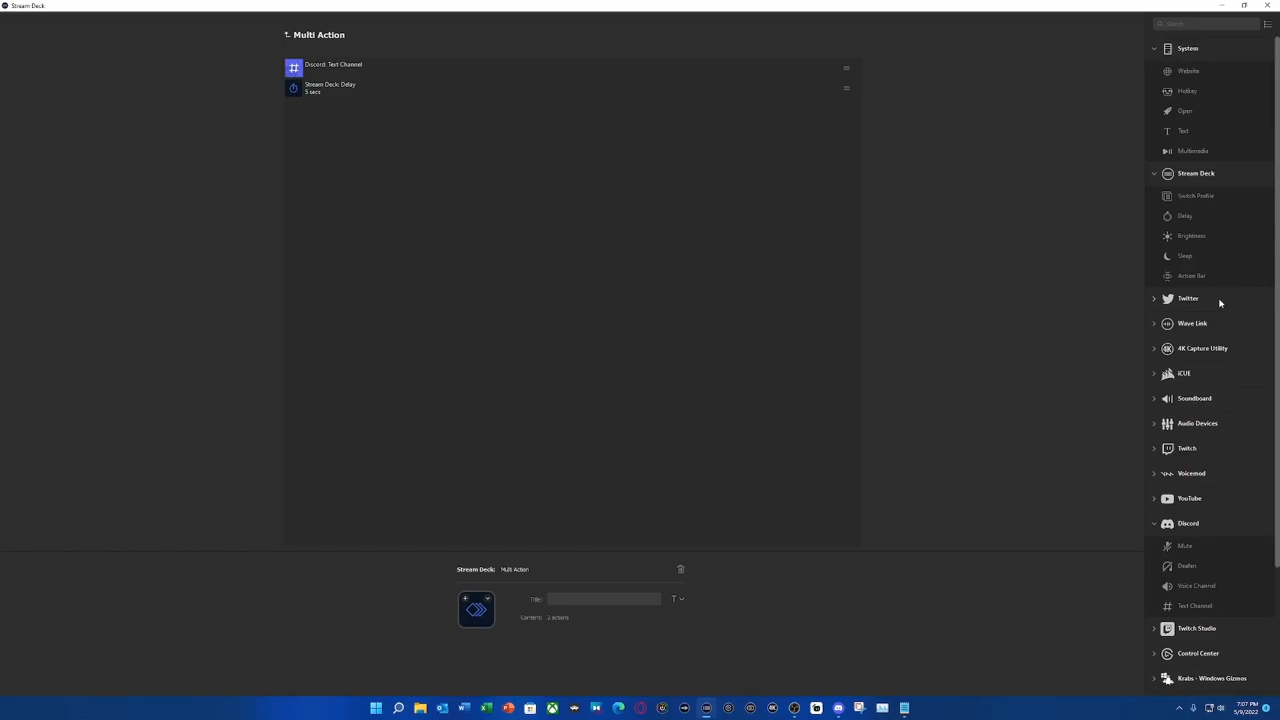 Stream Deck
Multi Action
Discord: Text Channel
Stream Deck: Delay
5 secs
Stream Deck: Multi Action
Title:
T
Content: 2 actions
Search
System
Website
Hotkey
Open
Text
Multimedia
Stream Deck
Switch Profile
Delay
Brightness
Sleep
Action Bar
Twitter
Wave Link
4K Capture Utility
iCUE
Soundboard
Audio Devices
Twitch
Voicemod
YouTube
Discord
Mute
Deafen
Voice Channel
Text Channel
Twitch Studio
Control Center
Krabs - Windows Gizmos
7:07 PM
5/9/2022